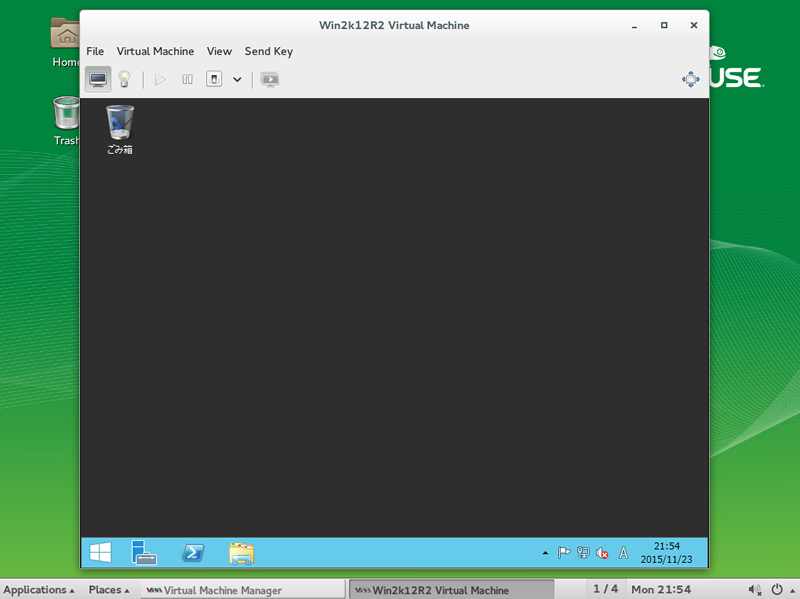 Win2k12R2 Virtual Machine
File Virtual Machine View Send Key
Home
USE
Trash
ごみ箱
A
21:54
2015/11/23
Applications Places Virtual Machine Manager Win2k12R2 Virtual Machine 1 / 4 Mon 21:54